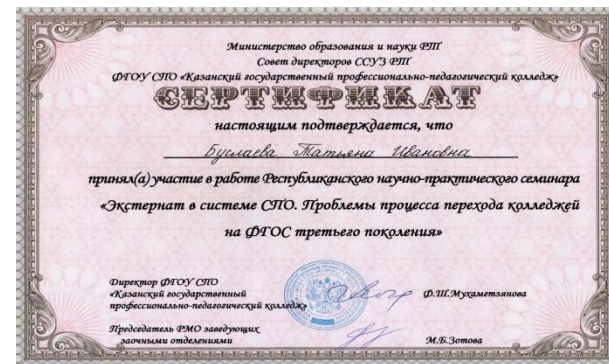 Министерство образования и науки РТ
Совет директоров ССУЗ РТ
ФГОУ СПО «Казанский государственный профессионально-педагогический колледж»
СЕРТИФИКАТ
настоящим подтверждается, что
Буслаева Татьяна Ивановна
принял(а) участие в работе Республиканского научно-практического семинара
«Экстернат в системе СПО. Проблемы процесса перехода колледжей
на ФГОС третьего поколения»
Директор ФГОУ СПО
«Казанский государственный
профессионально-педагогический колледж»
Ф.Ш.Мухаметзянова
Председатель РМО заведующих
заочными отделениями
М.Б.Зотова